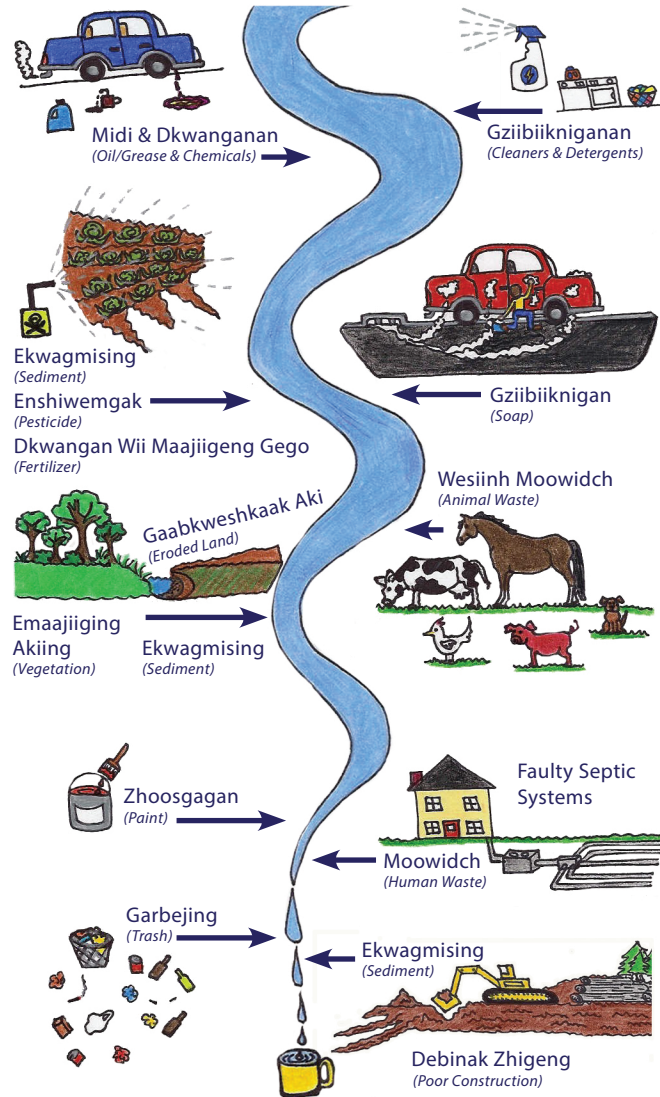 Midi & Dkwanganan
(Oil/Grease & Chemicals)
Gziibiikniganan
(Cleaners & Detergents)
Ekwagmising
(Sediment)
Enshiwemgak
(Pesticide)
Dkwangan Wii Maajiigeng Gego
(Fertilizer)
Gziibiiknigan
(Soap)
Wesiinh Moowidch
(Animal Waste)
Gaabkweshkaak Aki
(Eroded Land)
Emaajiiging
Akiing
(Vegetation)
Ekwagmising
(Sediment)
Zhoosgagan
(Paint)
Faulty Septic
Systems
Moowidch
(Human Waste)
Garbejing
(Trash)
Ekwagmising
(Sediment)
Debinak Zhigeng
(Poor Construction)